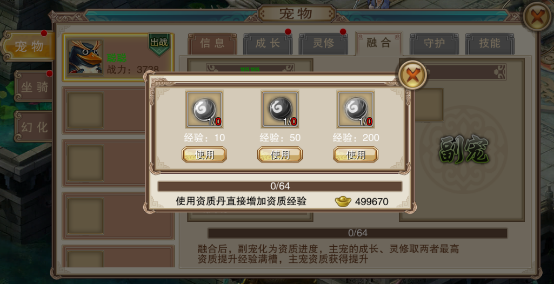 宠物
宠物
坐骑
幻化
出战
信息
成长
灵修
融合
守护
技能
经验：10
经验：50
经验：200
使用
使用
使用
0/64
使用资质丹直接增加资质经验
499670
副宠
0/64
融合后，副宠化为资质进度，主宠的成长、灵修取两者最高
资质提升经验满槽，主宠资质获得提升